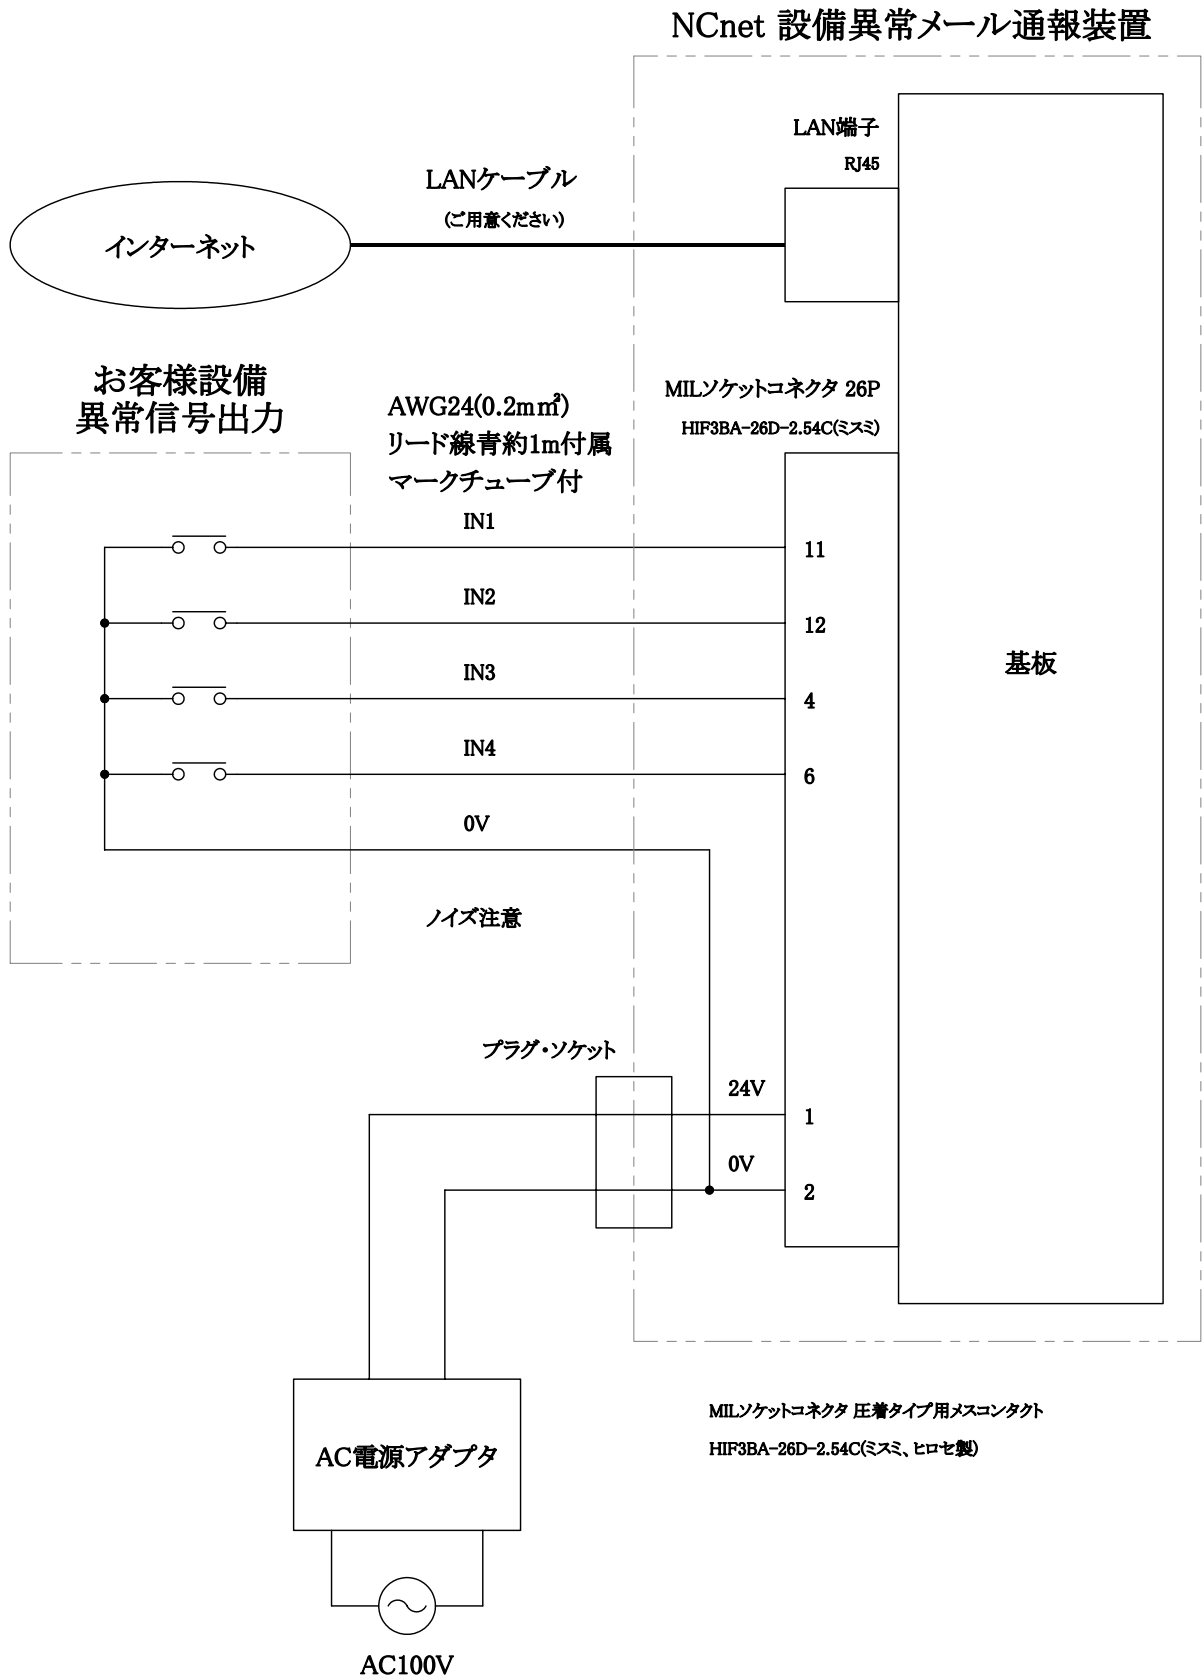 NCnet 設備異常メール通報装置
LAN端子
RJ45
LANケーブル
(ご用意ください)
インターネット
お客様設備
異常信号出力
AWG24(0.2m㎡)
リード線青約1m付属
マークチューブ付
MILソケットコネクタ 26P
HIF3BA-26D-2.54C(ミスミ)
IN1
11
IN2
12
IN3
4
IN4
6
0V
基板
ノイズ注意
プラグ・ソケット
24V
1
0V
2
AC電源アダプタ
AC100V
MILソケットコネクタ 圧着タイプ用メスコンタクト
HIF3BA-26D-2.54C(ミスミ、ヒロセ製)